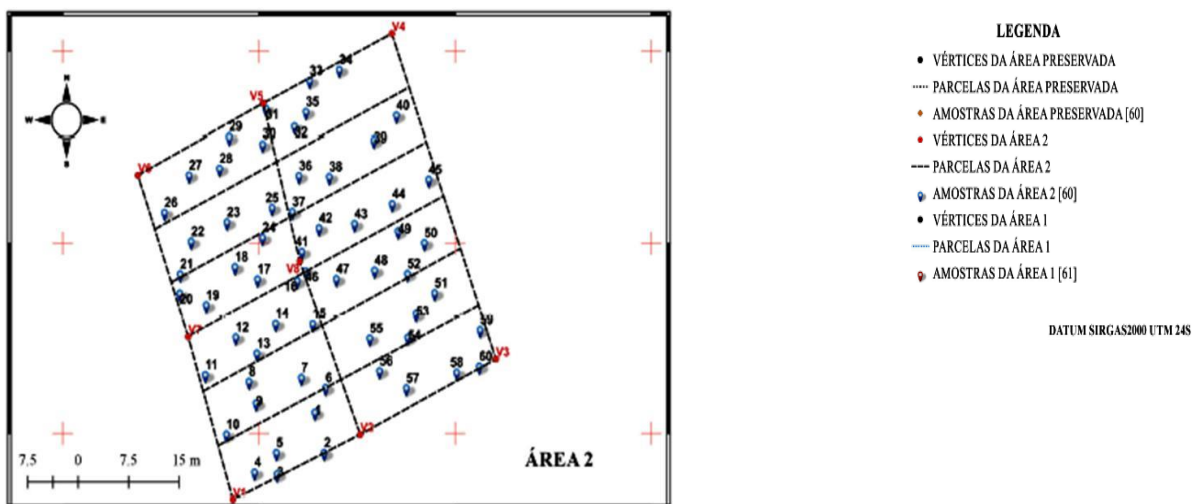 V4
34
33
V5
31
35
40
N
29
32
W
E
30
39
S
28
27
V6
36
38
45
26
25
37
44
23
42
43
24
49
50
22
41
18
V8
21
17
16
46
47
48
52
20
19
51
14
15
53
59
V7
12
55
54
13
V3
11
60
8
7
6
56
58
57
9
1
10
V2
5
2
4
3
7.5 0 7.5 15 m
ÁREA 2
V1
LEGENDA
VÉRTICES DA ÁREA PRESERVADA
PARCELAS DA ÁREA PRESERVADA
AMOSTRAS DA ÁREA PRESERVADA [60]
VÉRTICES DA ÁREA 2
PARCELAS DA ÁREA 2
AMOSTRAS DA ÁREA 2 [60]
VÉRTICES DA ÁREA 1
PARCELAS DA ÁREA 1
AMOSTRAS DA ÁREA 1 [61]
DATUM SIRGAS2000 UTM 24S